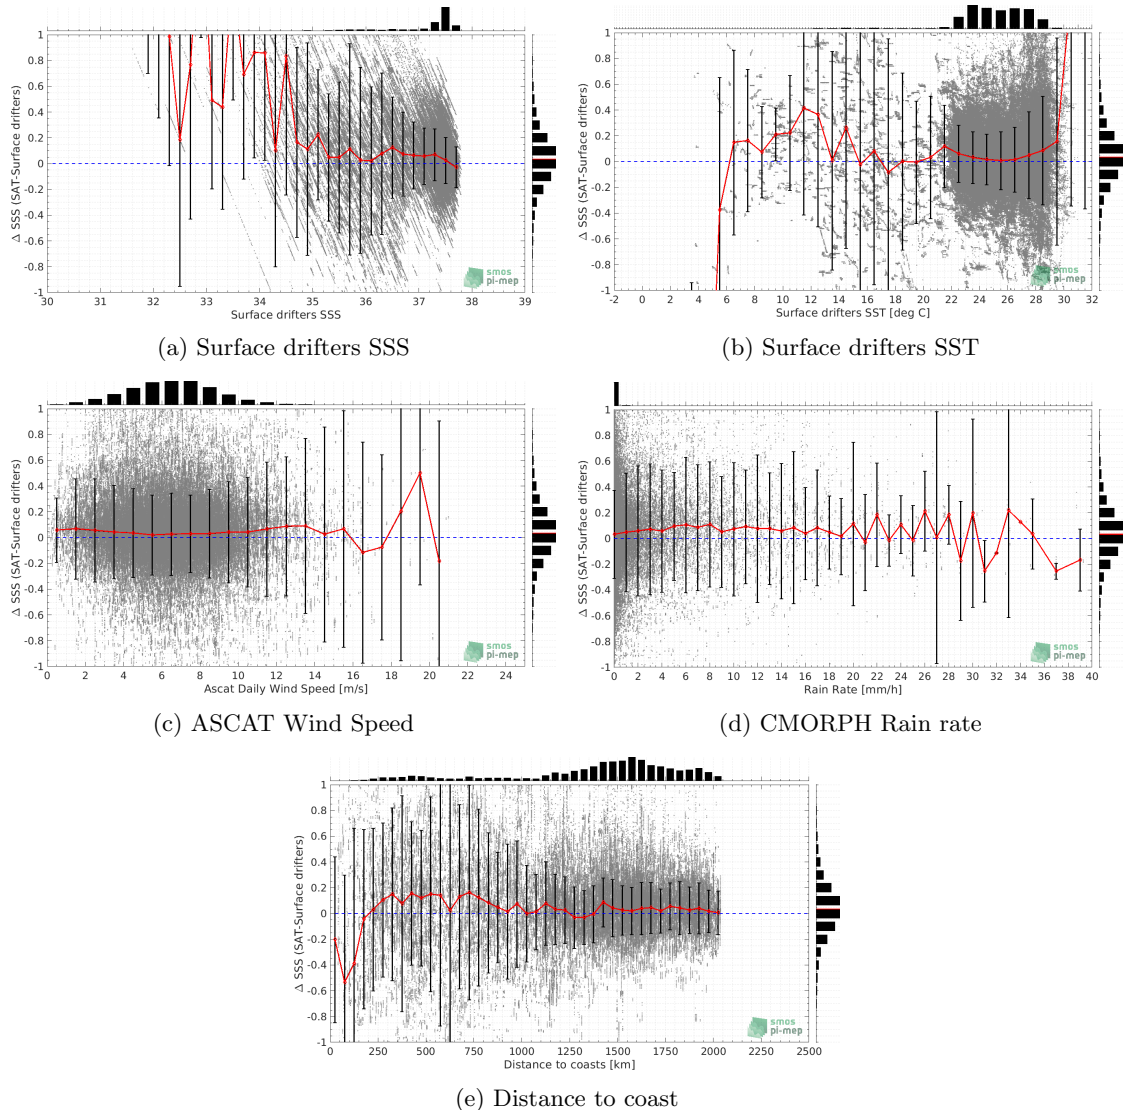 1
0.8
0.6
0.4
0.2
0
-0.2
-0.4
-0.6
-0.8
-1
Δ SSS (SAT-Surface drifters)
30 31 32 33 34 35 36 37 38 39
Surface drifters SSS
smos
pi-mep
(a) Surface drifters SSS
1
0.8
0.6
0.4
0.2
0
-0.2
-0.4
-0.6
-0.8
-1
Δ SSS (SAT-Surface drifters)
-2 0 2 4 6 8 10 12 14 16 18 20 22 24 26 28 30 32
Surface drifters SST [deg C]
smos
pi-mep
(b) Surface drifters SST
1
0.8
0.6
0.4
0.2
0
-0.2
-0.4
-0.6
-0.8
-1
Δ SSS (SAT-Surface drifters)
0 2 4 6 8 10 12 14 16 18 20 22 24
Ascat Daily Wind Speed [m/s]
smos
pi-mep
(c) ASCAT Wind Speed
1
0.8
0.6
0.4
0.2
0
-0.2
-0.4
-0.6
-0.8
-1
Δ SSS (SAT-Surface drifters)
0 2 4 6 8 10 12 14 16 18 20 22 24 26 28 30 32 34 36 38 40
Rain Rate [mm/h]
smos
pi-mep
(d) CMORPH Rain rate
1
0.8
0.6
0.4
0.2
0
-0.2
-0.4
-0.6
-0.8
-1
Δ SSS (SAT-Surface drifters)
0 250 500 750 1000 1250 1500 1750 2000 2250 2500
Distance to coasts [km]
smos
pi-mep
(e) Distance to coast